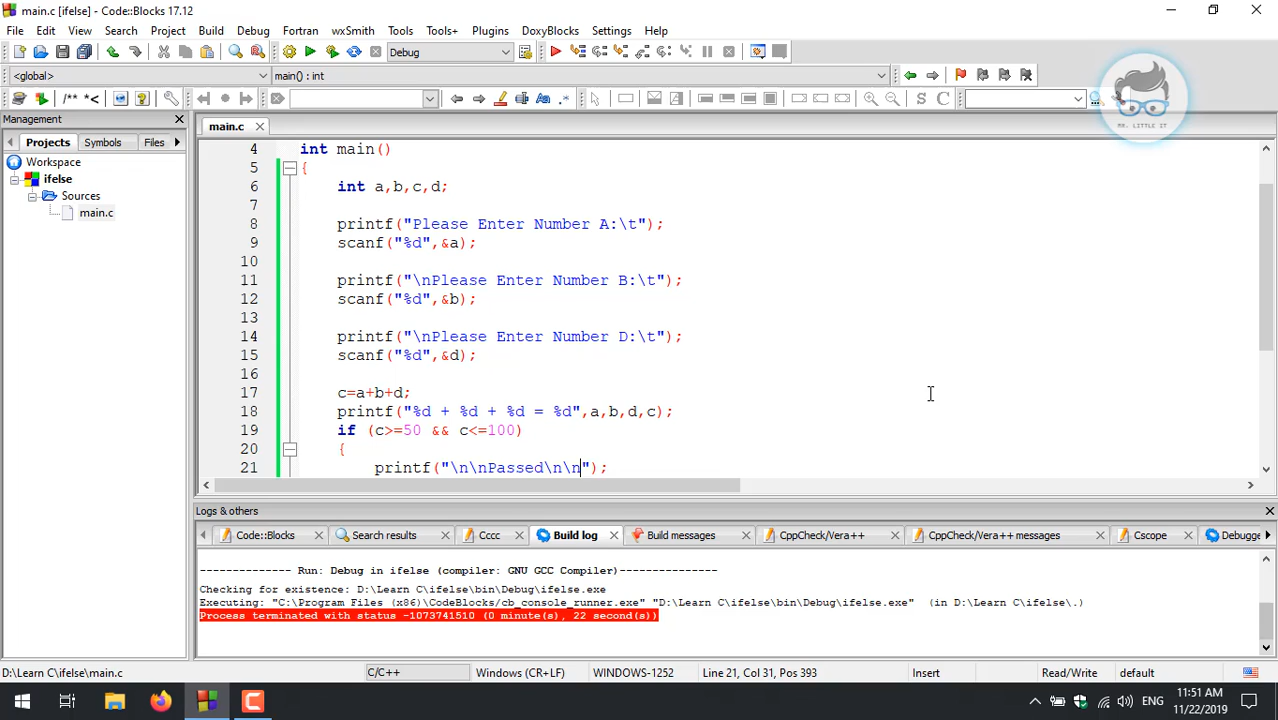 main.c [ifelse] - Code::Blocks 17.12
File Edit View Search Project Build Debug Fortran wxSmith Tools Tools+ Plugins DoxyBlocks Settings Help
Debug
<global> main() : int
/** *<
S C
MR. LITTLE IT
Management
main.c
Projects Symbols Files
Workspace
ifelse
Sources
main.c
4 int main()
5 {
6 int a,b,c,d;
7
8 printf("Please Enter Number A:\t");
9 scanf("%d",&a);
10
11 printf("\nPlease Enter Number B:\t");
12 scanf("%d",&b);
13
14 printf("\nPlease Enter Number D:\t");
15 scanf("%d",&d);
16
17 c=a+b+d;
18 printf("%d + %d + %d = %d",a,b,d,c);
19 if (c>=50 && c<=100)
20 {
21 printf("\n\nPassed\n\n");
Logs & others
Code::Blocks Search results Cccc Build log Build messages CppCheck/Vera++ CppCheck/Vera++ messages Cscope Debugge
-------------- Run: Debug in ifelse (compiler: GNU GCC Compiler)---------------
Checking for existence: D:\Learn C\ifelse\bin\Debug\ifelse.exe
Executing: "C:\Program Files (x86)\CodeBlocks/cb_console_runner.exe" "D:\Learn C\ifelse\bin\Debug\ifelse.exe" (in D:\Learn C\ifelse\.)
Process terminated with status -1073741510 (0 minute(s), 22 second(s))
D:\Learn C\ifelse\main.c C/C++ Windows (CR+LF) WINDOWS-1252 Line 21, Col 31, Pos 393 Insert Read/Write default
ENG
11:51 AM
11/22/2019